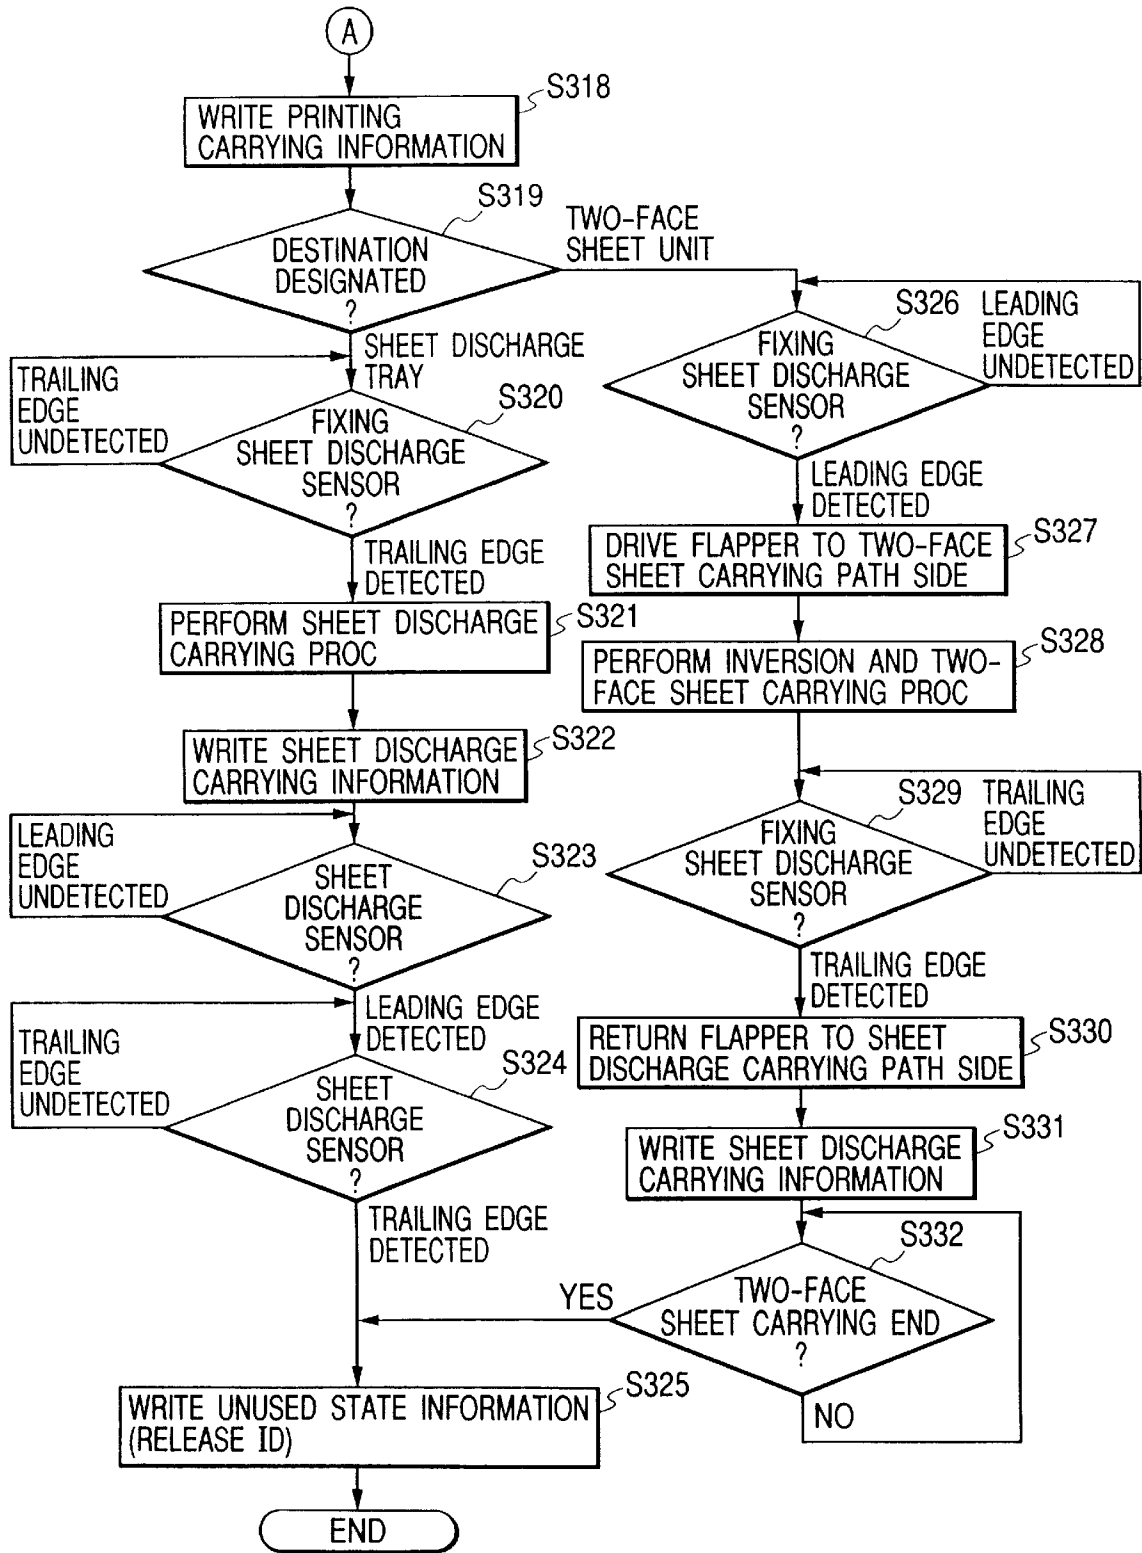 A
S318
WRITE PRINTING
CARRYING INFORMATION
S319
DESTINATION
DESIGNATED
?
TWO-FACE
SHEET UNIT
SHEET DISCHARGE
TRAY
TRAILING
EDGE
UNDETECTED
S320
FIXING
SHEET DISCHARGE
SENSOR
?
TRAILING EDGE
DETECTED
S321
PERFORM SHEET DISCHARGE
CARRYING PROC
S322
WRITE SHEET DISCHARGE
CARRYING INFORMATION
LEADING
EDGE
UNDETECTED
S323
SHEET
DISCHARGE
SENSOR
?
LEADING EDGE
DETECTED
TRAILING
EDGE
UNDETECTED
S324
SHEET
DISCHARGE
SENSOR
?
TRAILING EDGE
DETECTED
S326
LEADING
EDGE
UNDETECTED
FIXING
SHEET DISCHARGE
SENSOR
?
LEADING EDGE
DETECTED
S327
DRIVE FLAPPER TO TWO-FACE
SHEET CARRYING PATH SIDE
S328
PERFORM INVERSION AND TWO-
FACE SHEET CARRYING PROC
S329
TRAILING
EDGE
UNDETECTED
FIXING
SHEET DISCHARGE
SENSOR
?
TRAILING EDGE
DETECTED
S330
RETURN FLAPPER TO SHEET
DISCHARGE CARRYING PATH SIDE
S331
WRITE SHEET DISCHARGE
CARRYING INFORMATION
S332
TWO-FACE
SHEET CARRYING END
?
YES
NO
S325
WRITE UNUSED STATE INFORMATION
(RELEASE ID)
END